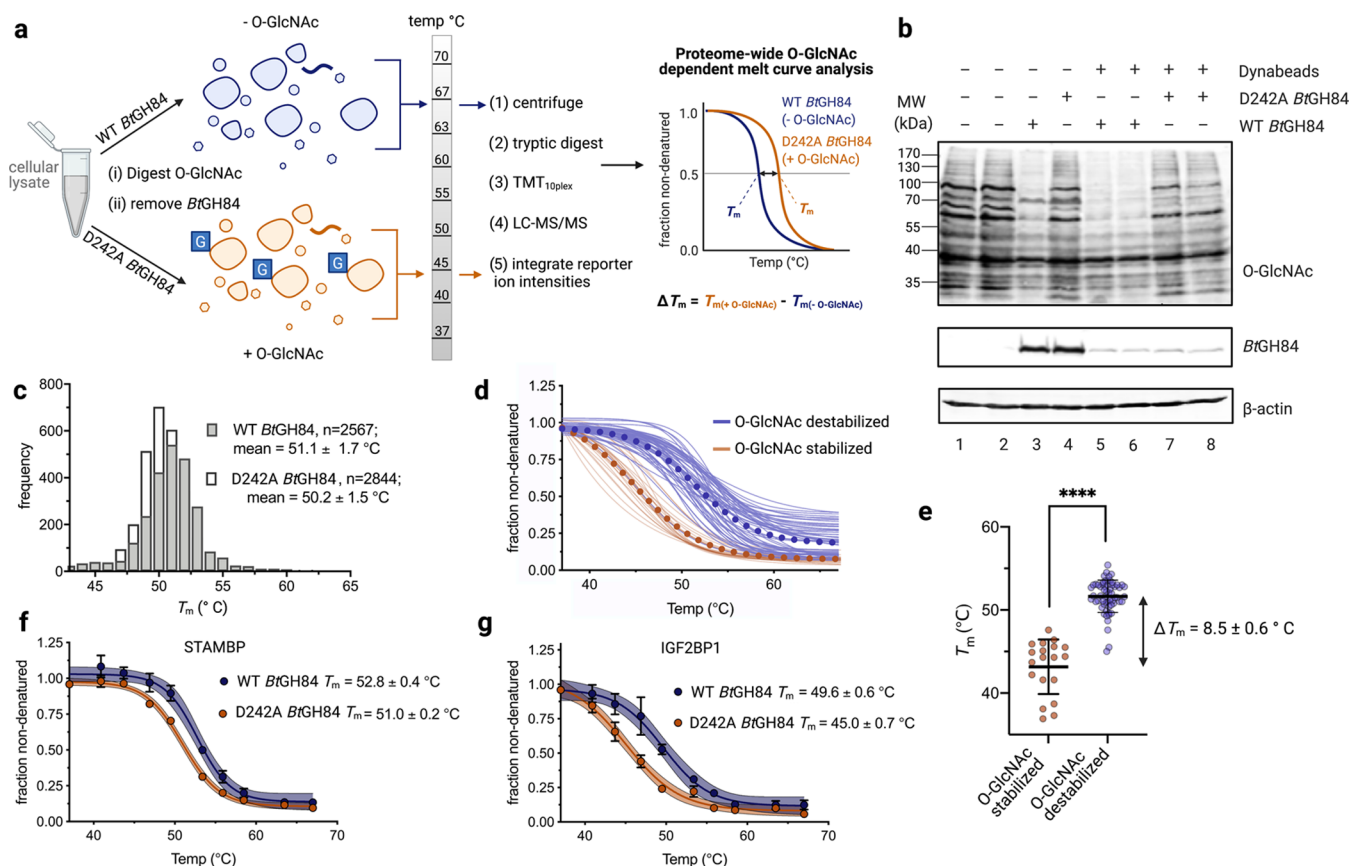 a
- O-GlcNAc
temp °C
70
67
63
60
55
50
45
40
37
cellular
lysate
WT BtGH84
(i) Digest O-GlcNAc
(ii) remove BtGH84
D242A BtGH84
G
G
G
+ O-GlcNAc
(1) centrifuge
(2) tryptic digest
(3) TMT10plex
(4) LC-MS/MS
(5) integrate reporter
ion intensities
Proteome-wide O-GlcNAc
dependent melt curve analysis
fraction non-denatured
1.0
0.5
0.0
WT BtGH84
(- O-GlcNAc)
D242A BtGH84
(+ O-GlcNAc)
Tm
Tm
Temp (°C)
Δ Tm = Tm(+ O-GlcNAc) - Tm(- O-GlcNAc)
b
– – – – + + + + Dynabeads
– – – + – – + + D242A BtGH84
– – + – + + – – WT BtGH84
MW
(kDa)
170
130
100
70
55
40
35
O-GlcNAc
BtGH84
β-actin
1 2 3 4 5 6 7 8
c
frequency
800
600
400
200
0
45 50 55 60 65
Tm (° C)
WT BtGH84, n=2567;
mean = 51.1 ± 1.7 °C
D242A BtGH84, n=2844;
mean = 50.2 ± 1.5 °C
d
fraction non-denatured
1.25
1.00
0.75
0.50
0.25
0.00
40 50 60
Temp (°C)
O-GlcNAc destabilized
O-GlcNAc stabilized
e
Tm (°C)
60
50
40
****
Δ Tm = 8.5 ± 0.6 ° C
O-GlcNAc
stabilized
O-GlcNAc
destabilized
f
STAMBP
fraction non-denatured
1.25
1.00
0.75
0.50
0.25
0.00
40 50 60 70
Temp (°C)
WT BtGH84 Tm = 52.8 ± 0.4 °C
D242A BtGH84 Tm = 51.0 ± 0.2 °C
g
IGF2BP1
fraction non-denatured
1.25
1.00
0.75
0.50
0.25
0.00
40 50 60 70
Temp (°C)
WT BtGH84 Tm = 49.6 ± 0.6 °C
D242A BtGH84 Tm = 45.0 ± 0.7 °C